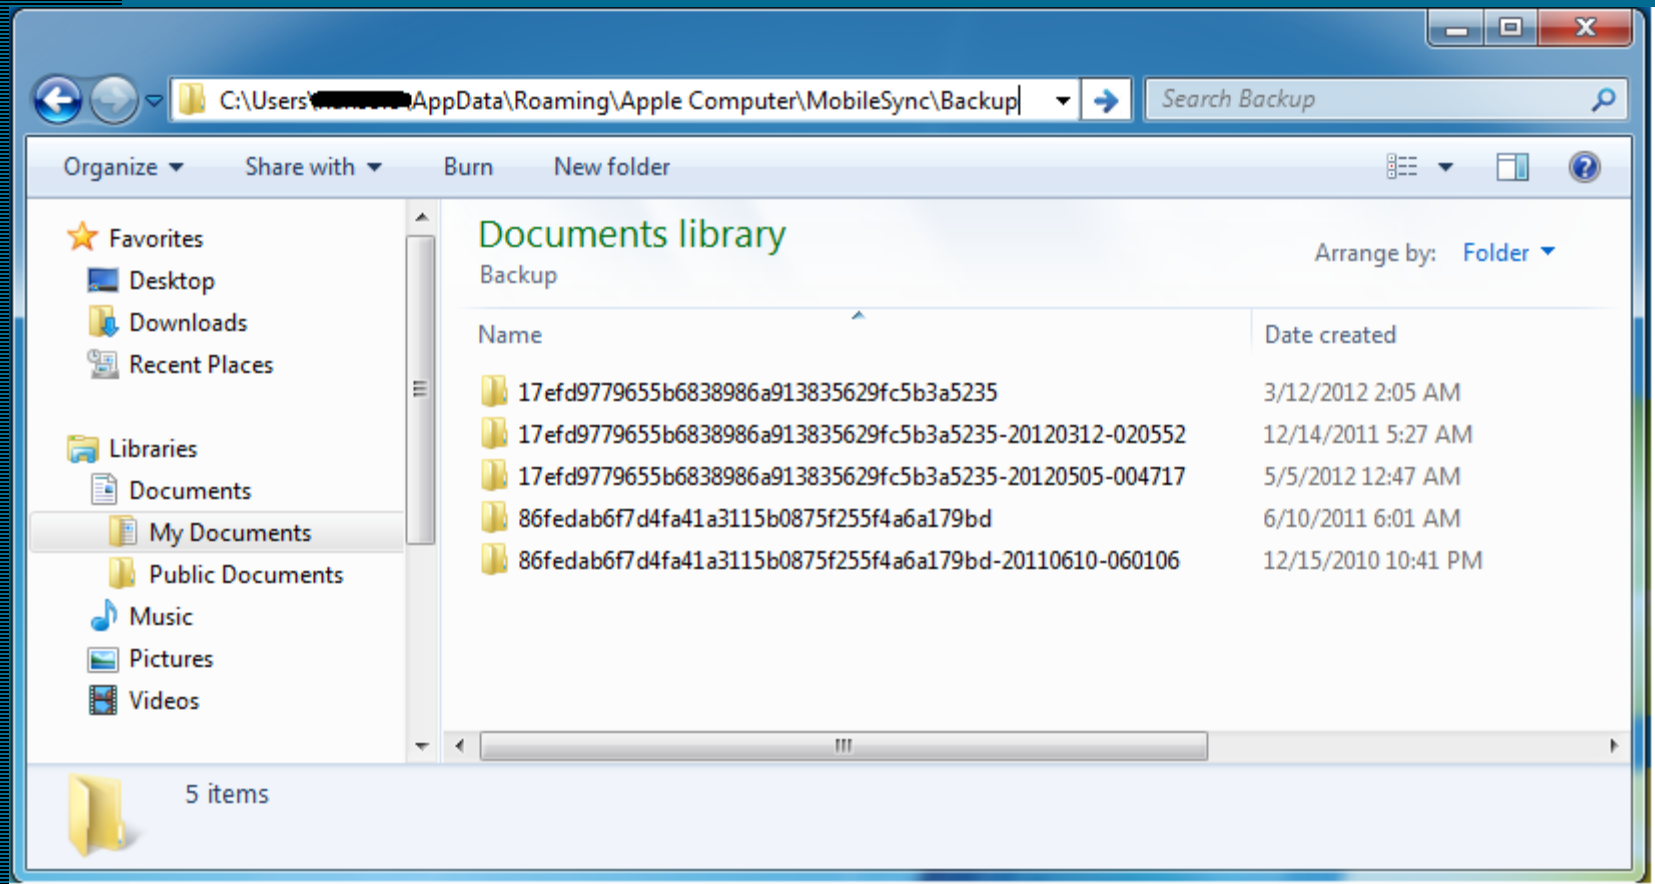 C:\Users\ \AppData\Roaming\Apple Computer\MobileSync\Backup
Search Backup
Organize
Share with
Burn
New folder
Favorites
Desktop
Downloads
Recent Places
Libraries
Documents
My Documents
Public Documents
Music
Pictures
Videos
Documents library
Backup
Arrange by: Folder
Name Date created
17efd9779655b6838986a913835629fc5b3a5235 3/12/2012 2:05 AM
17efd9779655b6838986a913835629fc5b3a5235-20120312-020552 12/14/2011 5:27 AM
17efd9779655b6838986a913835629fc5b3a5235-20120505-004717 5/5/2012 12:47 AM
86fedab6f7d4fa41a3115b0875f255f4a6a179bd 6/10/2011 6:01 AM
86fedab6f7d4fa41a3115b0875f255f4a6a179bd-20110610-060106 12/15/2010 10:41 PM
5 items